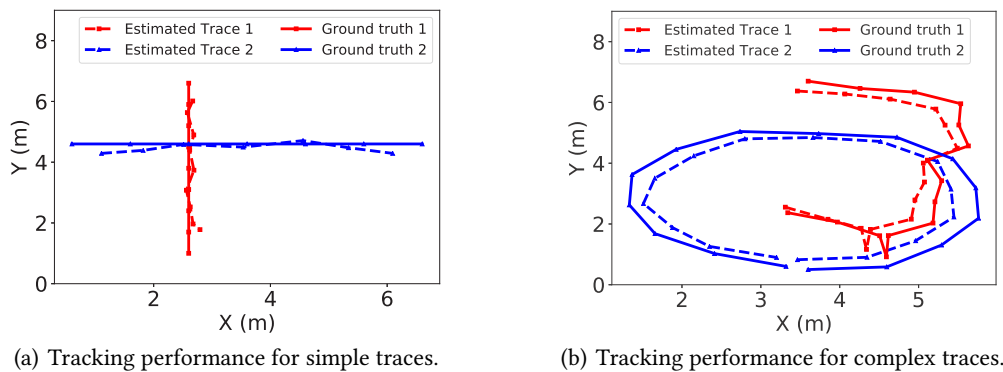 Estimated Trace 1
Ground truth 1
Estimated Trace 2
Ground truth 2
8
6
4
2
0
Y (m)
2
4
6
X (m)
(a) Tracking performance for simple traces.
Estimated Trace 1
Ground truth 1
Estimated Trace 2
Ground truth 2
8
6
4
2
0
Y (m)
2
3
4
5
X (m)
(b) Tracking performance for complex traces.